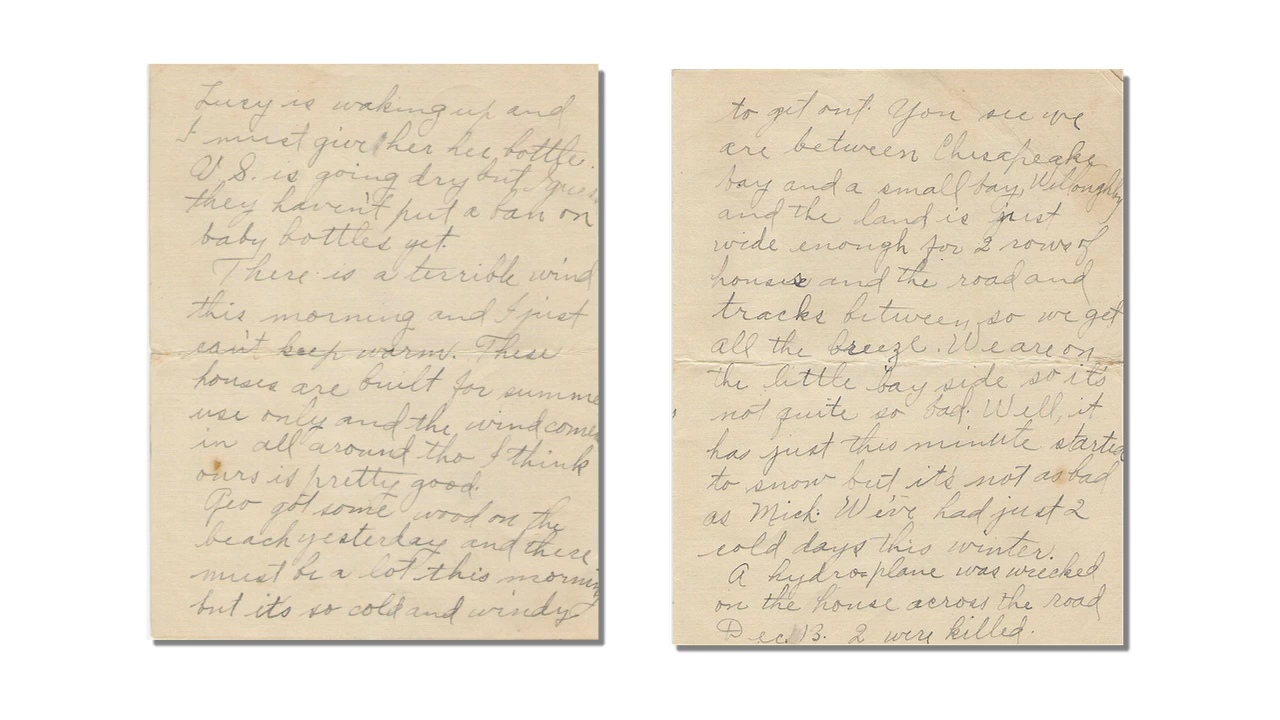 Lucy is waking up and
I must give her her bottle.
U.S. is going dry but I guess
they haven't put a ban on
baby bottles yet.
There is a terrible wind
this morning and I just
can't keep warm. These
houses are built for summe
use only and the wind comes
in all around tho I think
ours is pretty good.
Geo got some wood on the
beach yesterday and there
must be a lot this morning
but its so cold and windy
to get out. You see we
are between Chesapeake
bay and a small bay, Willoughby
and the land is just
wide enough for 2 rows of
houses and the road and
tracks between, so we get
all the breeze. We are on
the little bay side so it's
not quite so bad. Well, it
has just this minute started
to snow but it's not as bad
as Mich. We've had just 2
cold days this winter.
A hydro-plane was wrecked
on the house across the road
Dec. 13. 2 were killed.